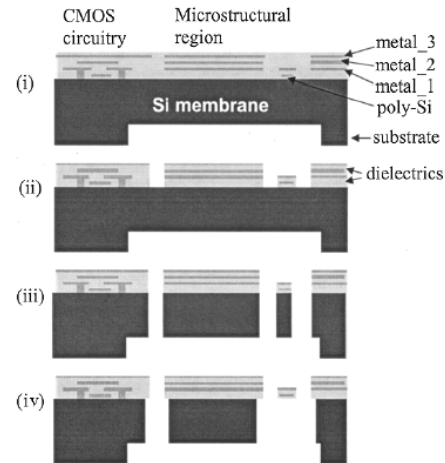 CMOS
circuitry
Microstructural
region
metal_3
metal_2
metal_1
poly-Si
(i)
Si membrane
substrate
(ii)
dielectrics
(iii)
(iv)